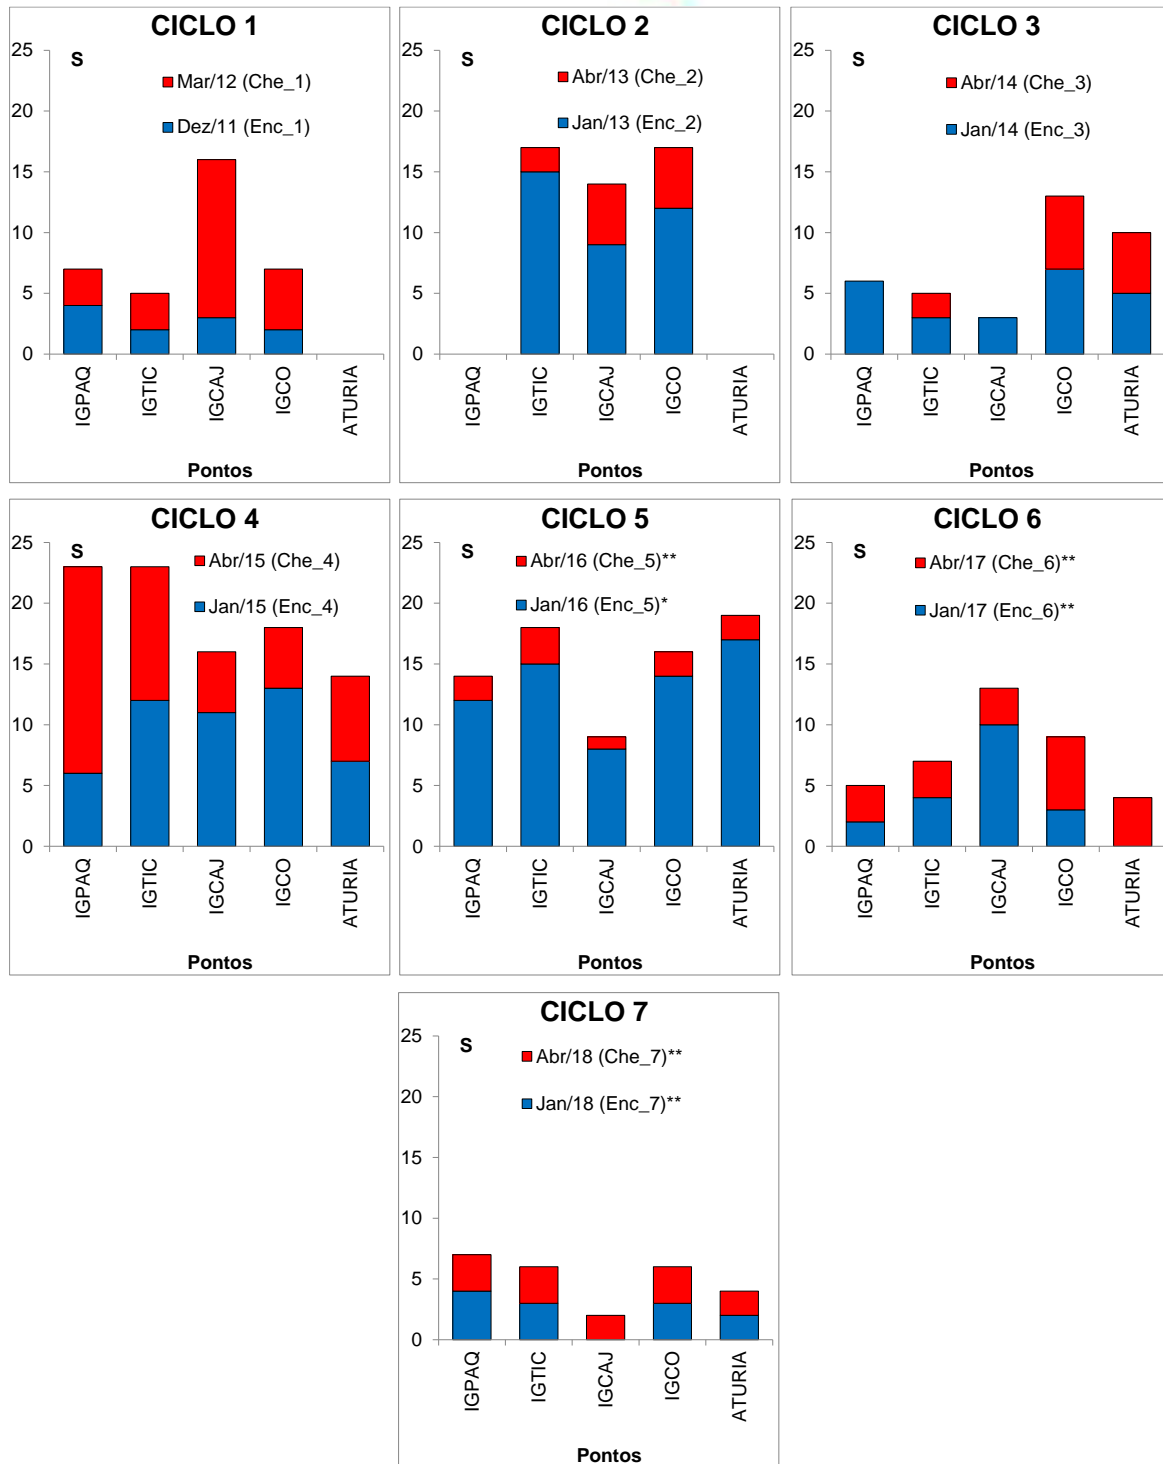 CICLO 1
S
25
20
15
10
5
0
Mar/12 (Che_1)
Dez/11 (Enc_1)
IGPAQ
IGTIC
IGCAJ
IGCO
ATURIA
Pontos
CICLO 2
S
25
20
15
10
5
0
Abr/13 (Che_2)
Jan/13 (Enc_2)
IGPAQ
IGTIC
IGCAJ
IGCO
ATURIA
Pontos
CICLO 3
S
25
20
15
10
5
0
Abr/14 (Che_3)
Jan/14 (Enc_3)
IGPAQ
IGTIC
IGCAJ
IGCO
ATURIA
Pontos
CICLO 4
S
25
20
15
10
5
0
Abr/15 (Che_4)
Jan/15 (Enc_4)
IGPAQ
IGTIC
IGCAJ
IGCO
ATURIA
Pontos
CICLO 5
S
25
20
15
10
5
0
Abr/16 (Che_5)**
Jan/16 (Enc_5)*
IGPAQ
IGTIC
IGCAJ
IGCO
ATURIA
Pontos
CICLO 6
S
25
20
15
10
5
0
Abr/17 (Che_6)**
Jan/17 (Enc_6)**
IGPAQ
IGTIC
IGCAJ
IGCO
ATURIA
Pontos
CICLO 7
S
25
20
15
10
5
0
Abr/18 (Che_7)**
Jan/18 (Enc_7)**
IGPAQ
IGTIC
IGCAJ
IGCO
ATURIA
Pontos